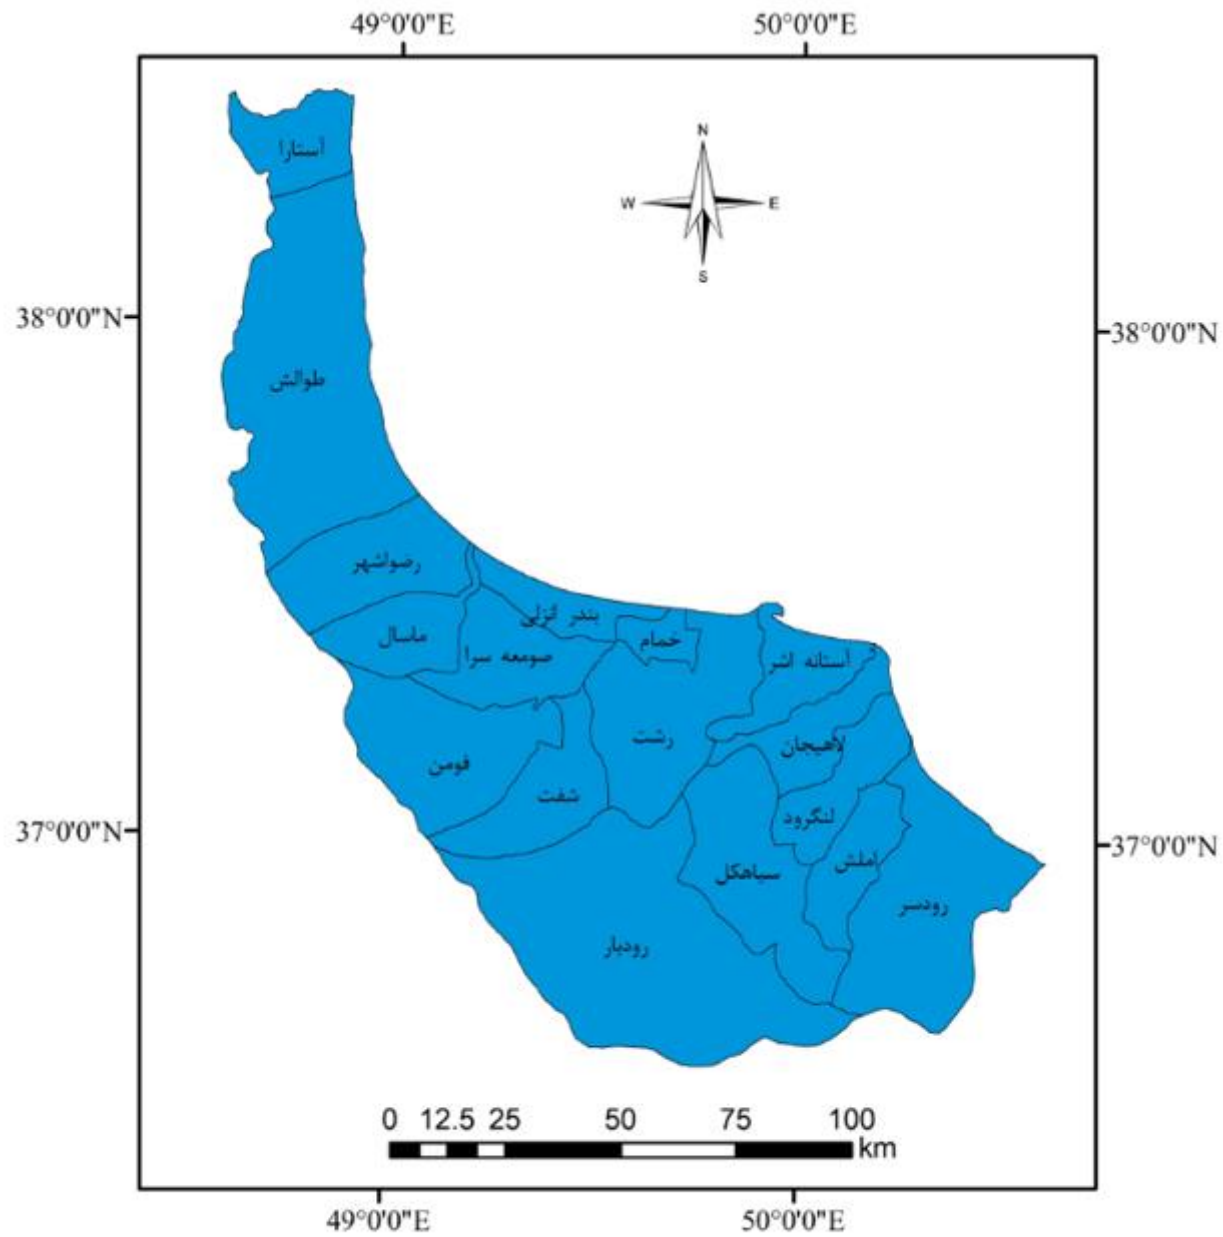 49°0'0"E 50°0'0"E
N
W E
S
آستارا
38°0'0"N 38°0'0"N
طوالش
رضواشهر
بندر انزلی
ماسال
خمام
صومعه سرا
آستانه اشر
رشت
لاهیجان
فومن
شفت
لنگرود
37°0'0"N 37°0'0"N
املش
سیاهکل
رودسر
رودبار
0 12.5 25 50 75 100
km
49°0'0"E 50°0'0"E